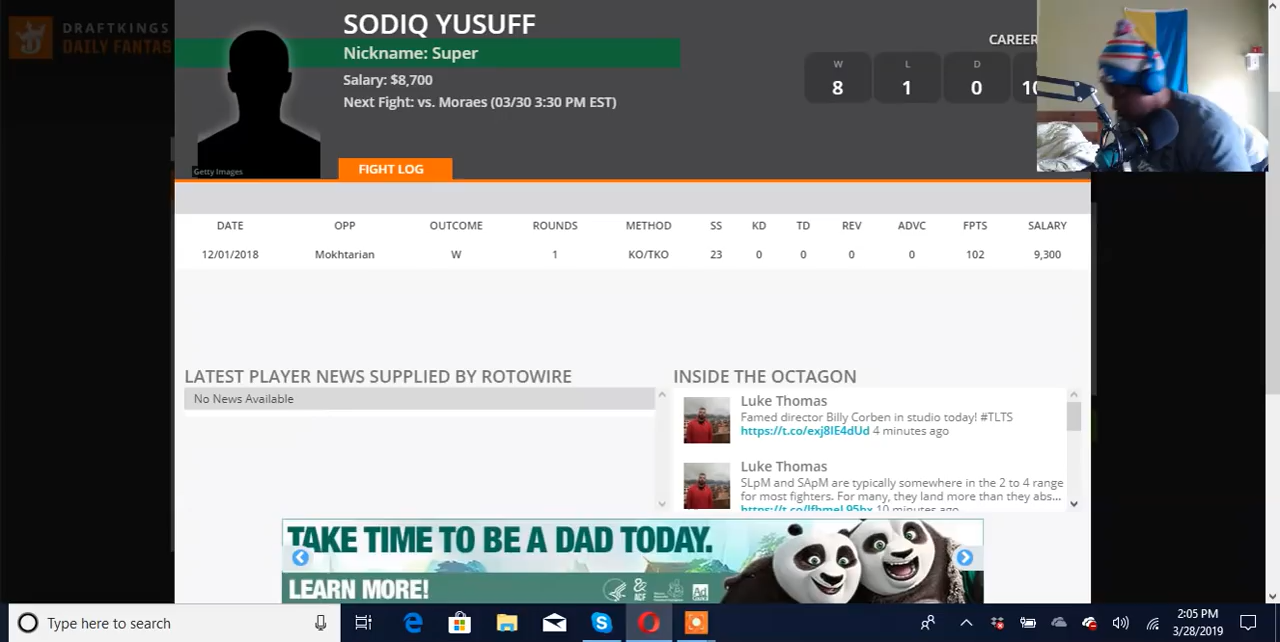 DRAFTKINGS
DAILY FANTAS
SODIQ YUSUFF
Nickname: Super
Salary: $8,700
Next Fight: vs. Moraes (03/30 3:30 PM EST)
CAREER
W L D
8 1 0 10
Getty Images
FIGHT LOG
DATE OPP OUTCOME ROUNDS METHOD SS KD TD REV ADVC FPTS SALARY
12/01/2018 Mokhtarian W 1 KO/TKO 23 0 0 0 0 102 9,300
LATEST PLAYER NEWS SUPPLIED BY ROTOWIRE
No News Available
INSIDE THE OCTAGON
Luke Thomas
Famed director Billy Corben in studio today! #TLTS
https://t.co/exj8lE4dUd 4 minutes ago
Luke Thomas
SLpM and SApM are typically somewhere in the 2 to 4 range
for most fighters. For many, they land more than they abs...
10 minutes ago
TAKE TIME TO BE A DAD TODAY.
LEARN MORE!
ACF
Ad
Type here to search
2:05 PM
3/28/2019